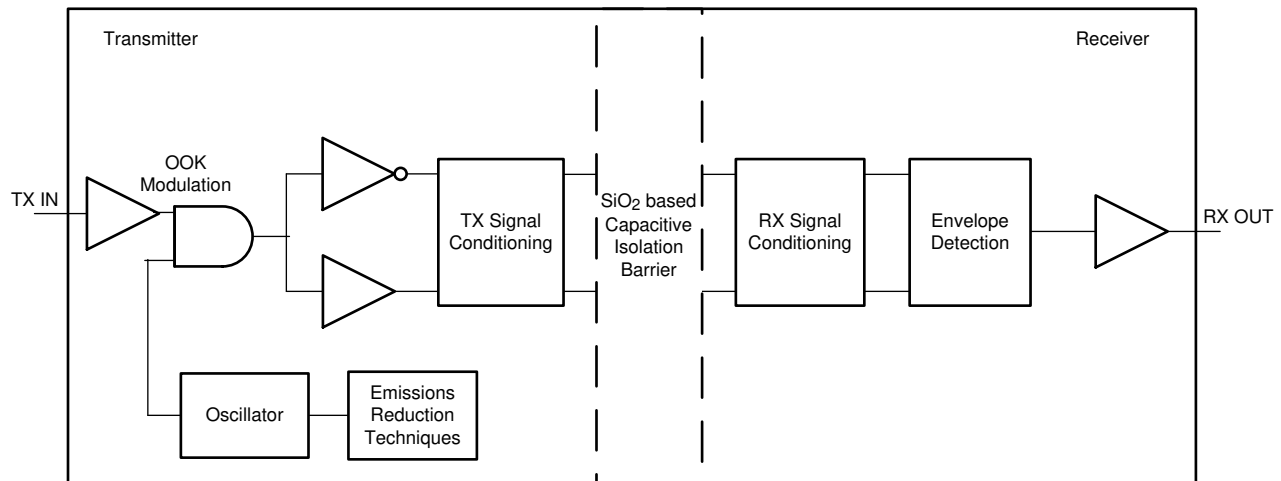 Transmitter
Receiver
OOK
Modulation
TX IN
TX Signal
Conditioning
SiO2 based
Capacitive
Isolation
Barrier
RX Signal
Conditioning
Envelope
Detection
RX OUT
Oscillator
Emissions
Reduction
Techniques